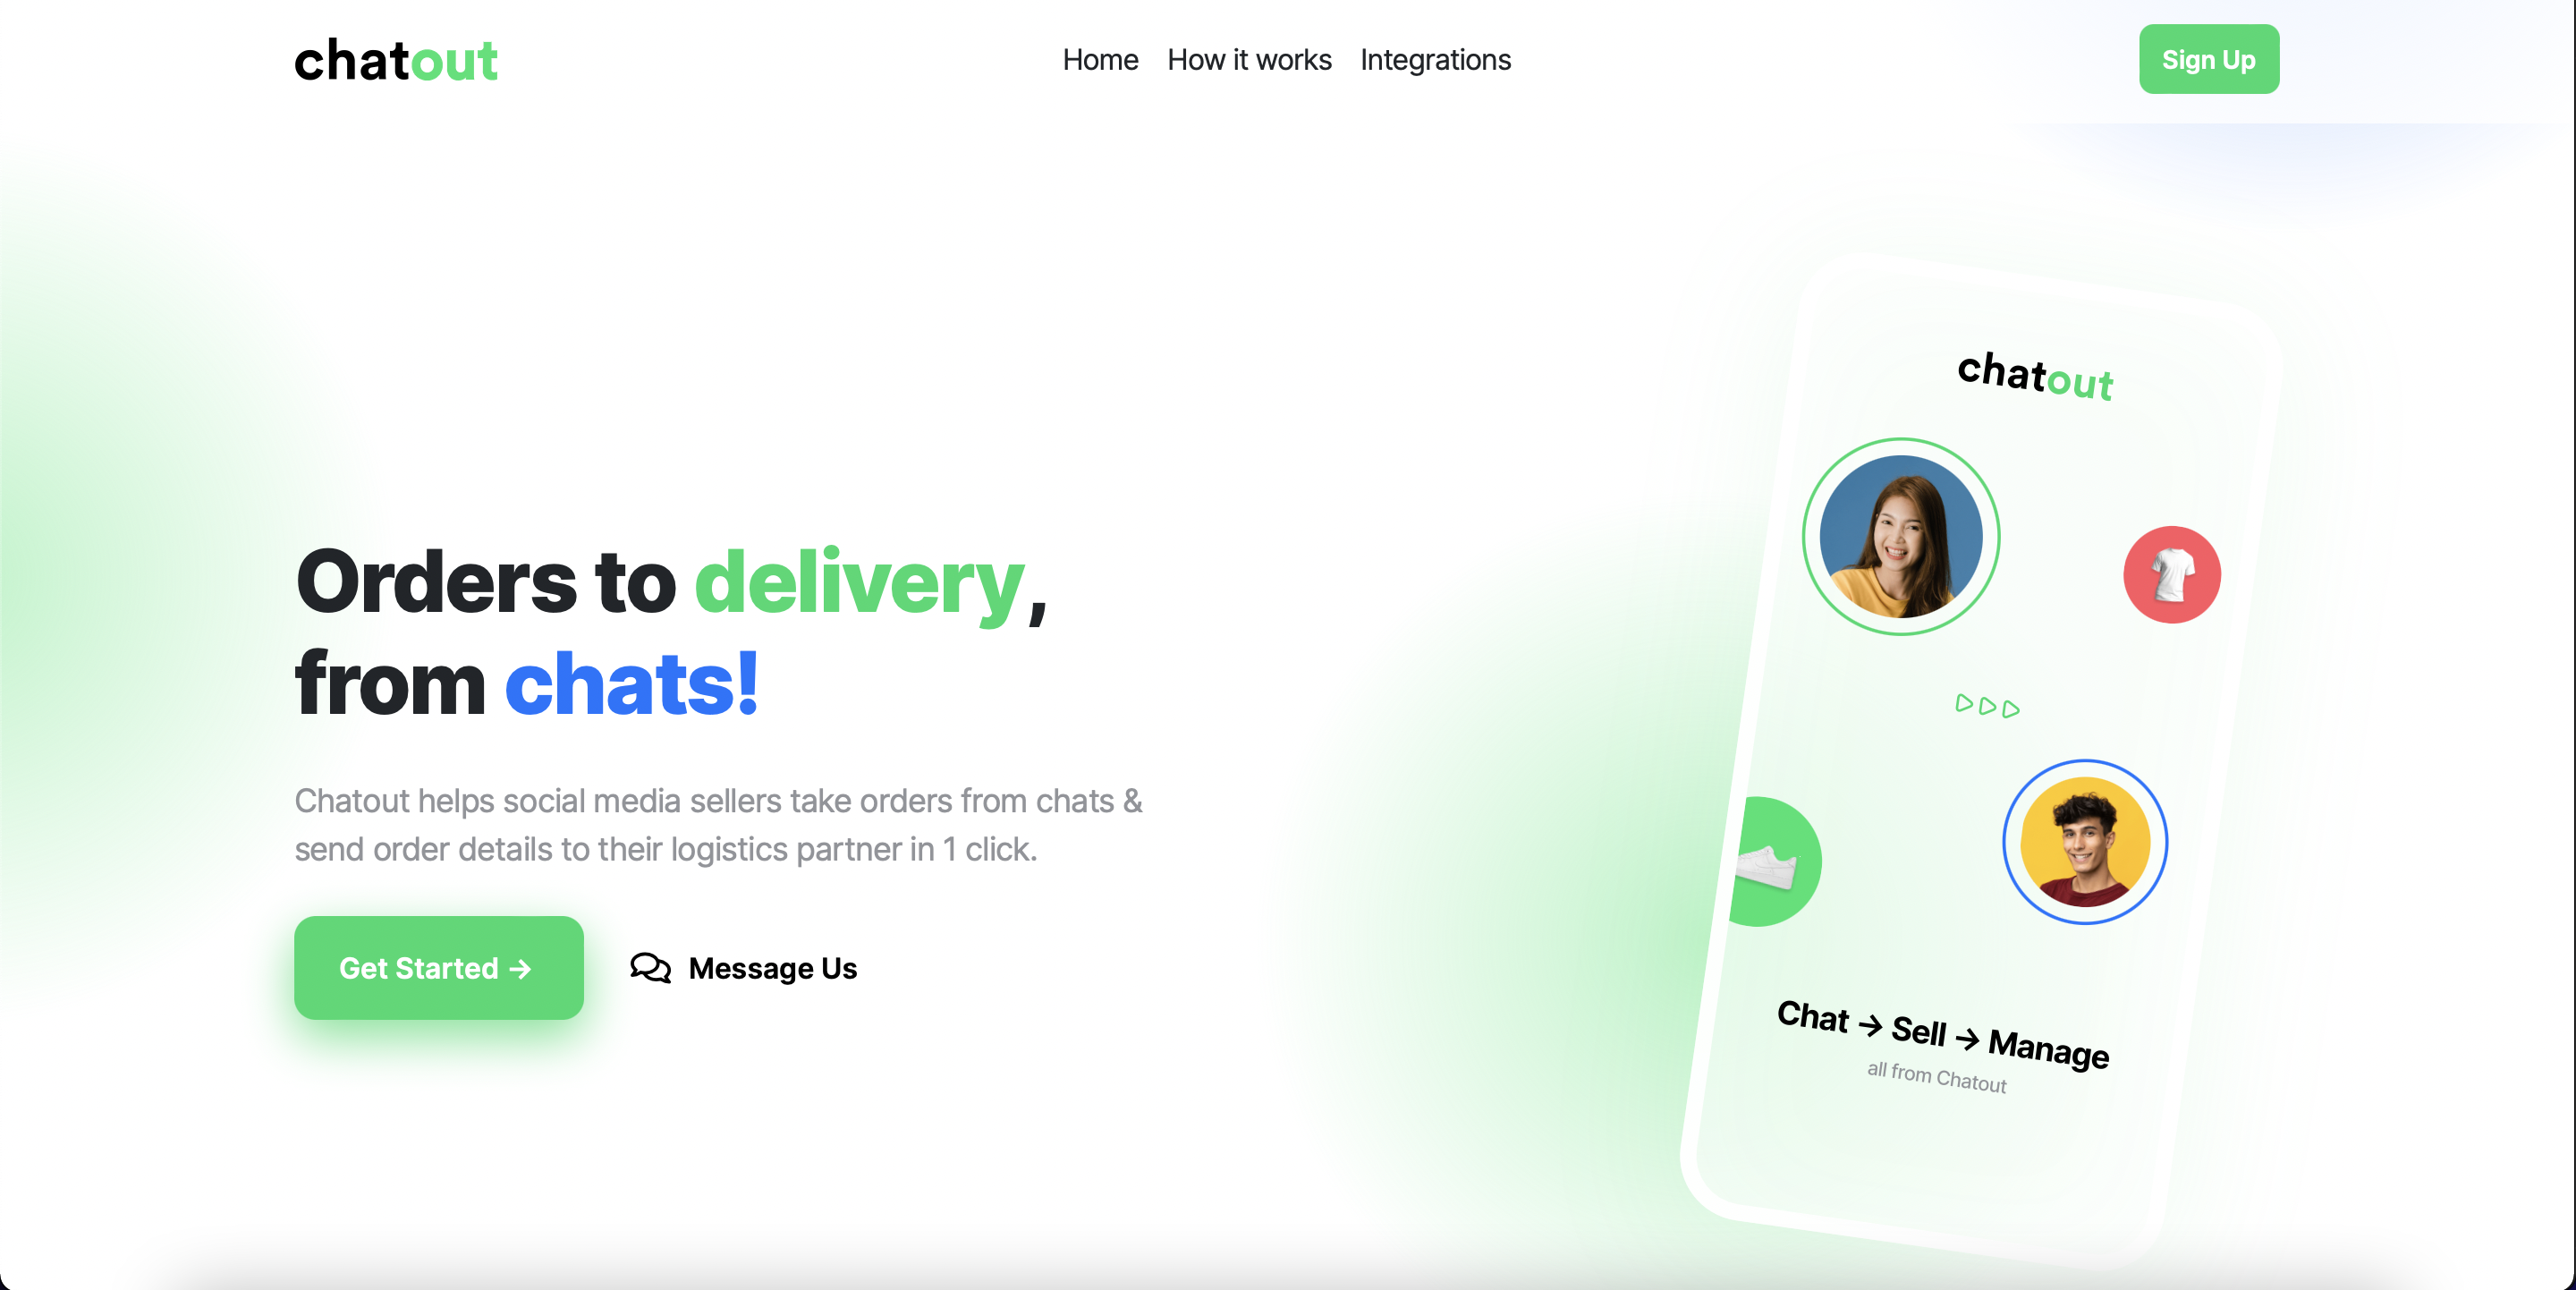 chatout
Home How it works Integrations
Sign Up
Orders to delivery,
from chats!
Chatout helps social media sellers take orders from chats &
send order details to their logistics partner in 1 click.
Get Started →
Message Us
chatout
Chat → Sell → Manage
all from Chatout